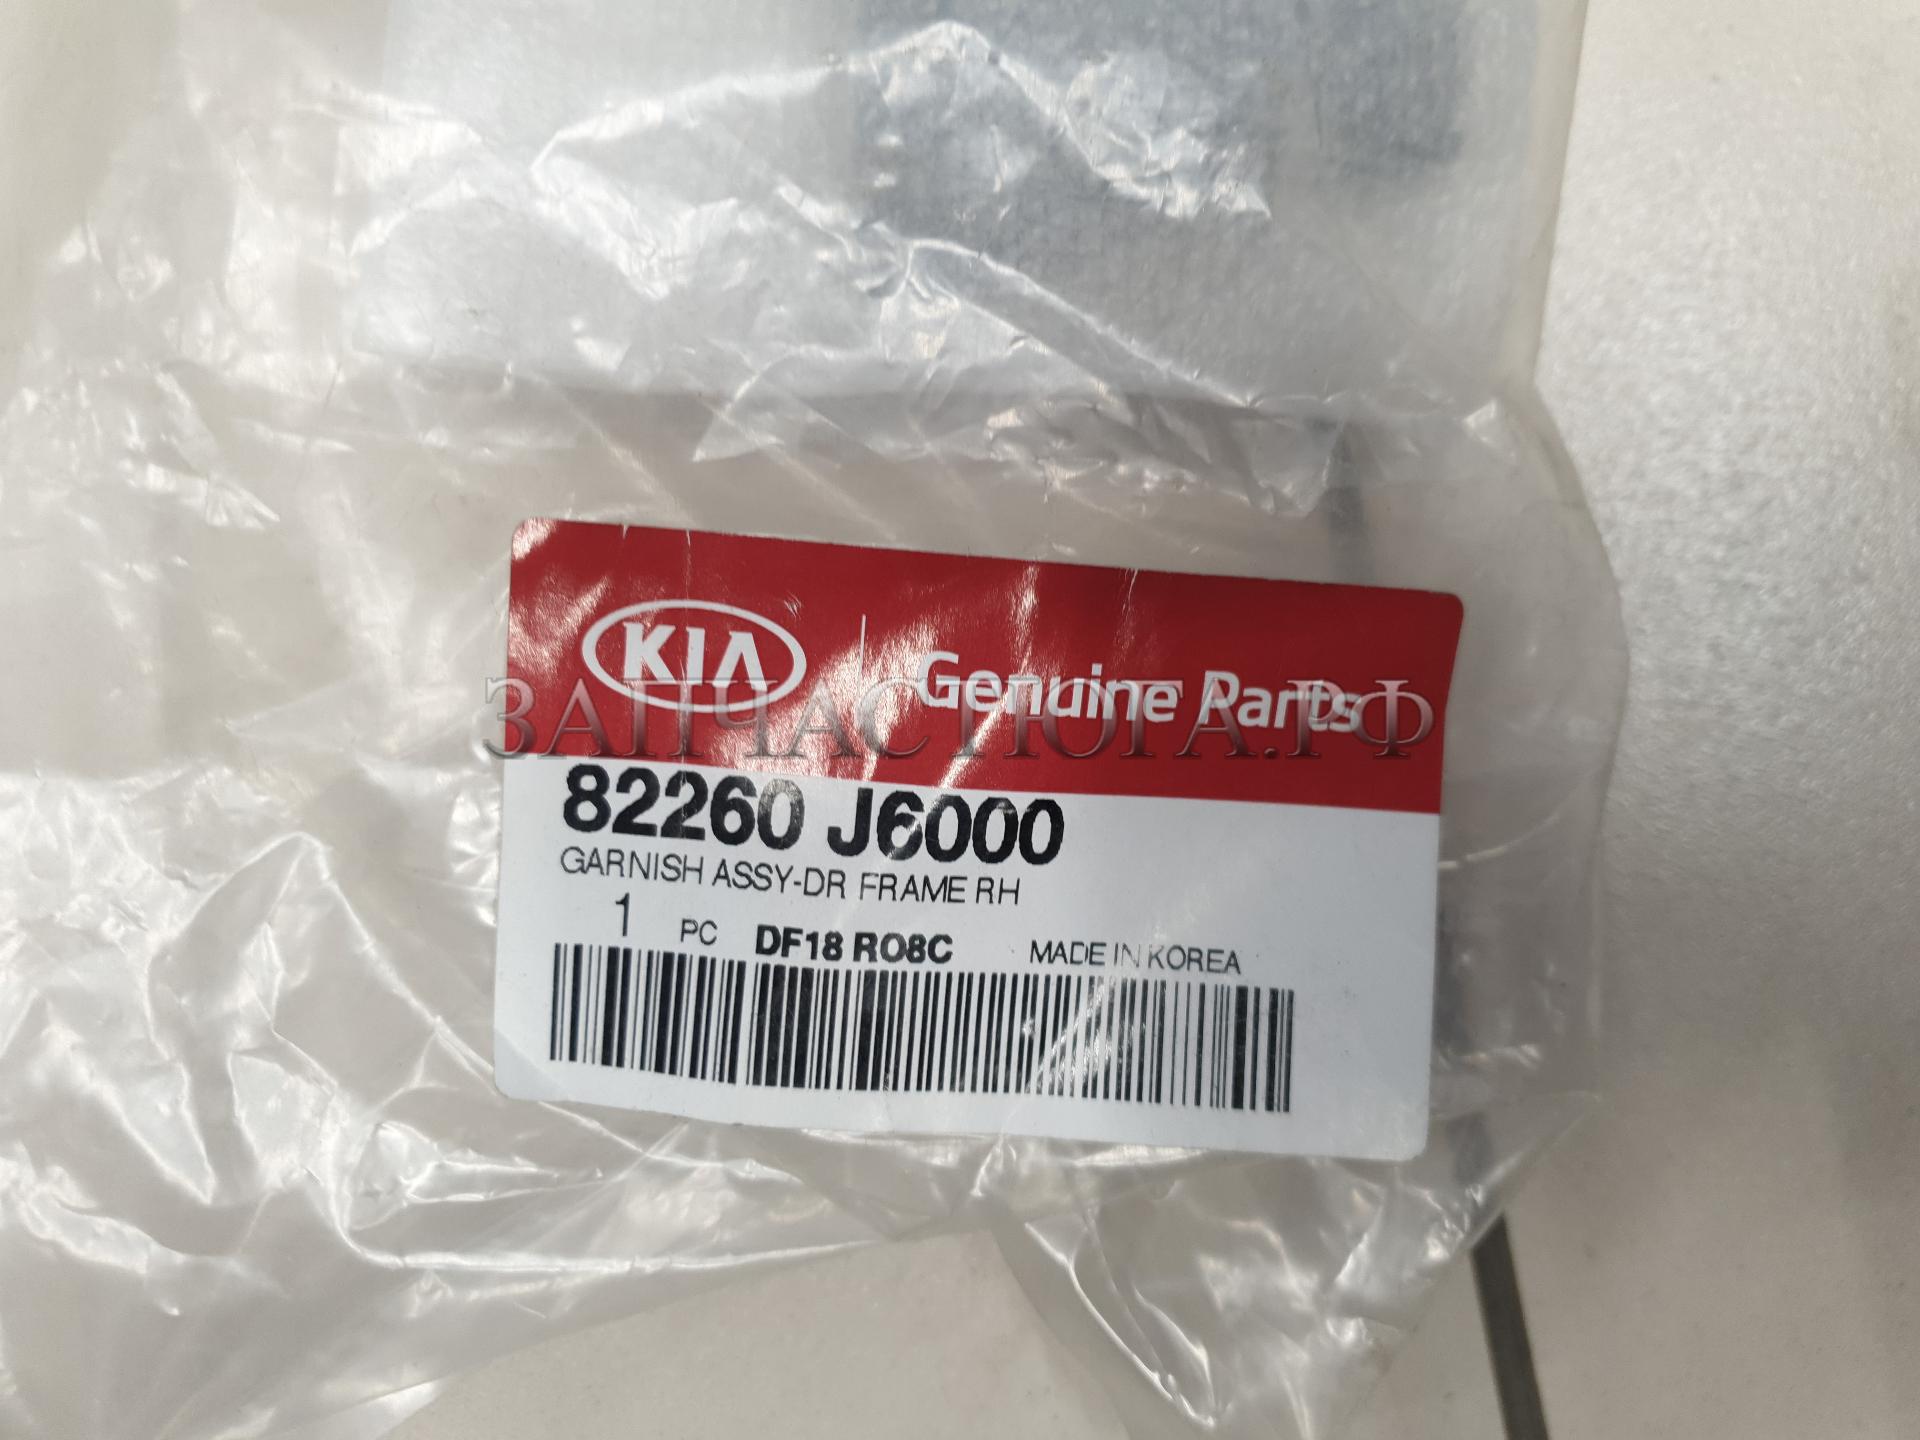 KIA Genuine Parts
ЗАПЧАСТЮГА.РФ
82260 J6000
GARNISH ASSY-DR FRAME RH
1 PC DF18 RO8C MADE IN KOREA